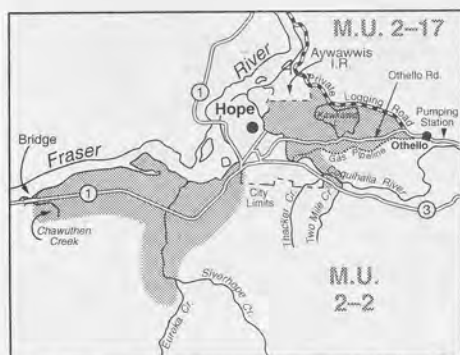 M.U. 2-17
Aywawwis
I.R.
River
Private
Logging
Road
Othello Rd.
1
Hope
Kawkawa
Pumping
Station
Othello
Fraser
Gas Pipeline
Bridge
Coquihalla River
1
City
Limits
3
Chawuthen
Creek
Thacker Cr.
Two Mile Cr.
Silverhope Cr.
Eureka Cr.
M.U.
2-2